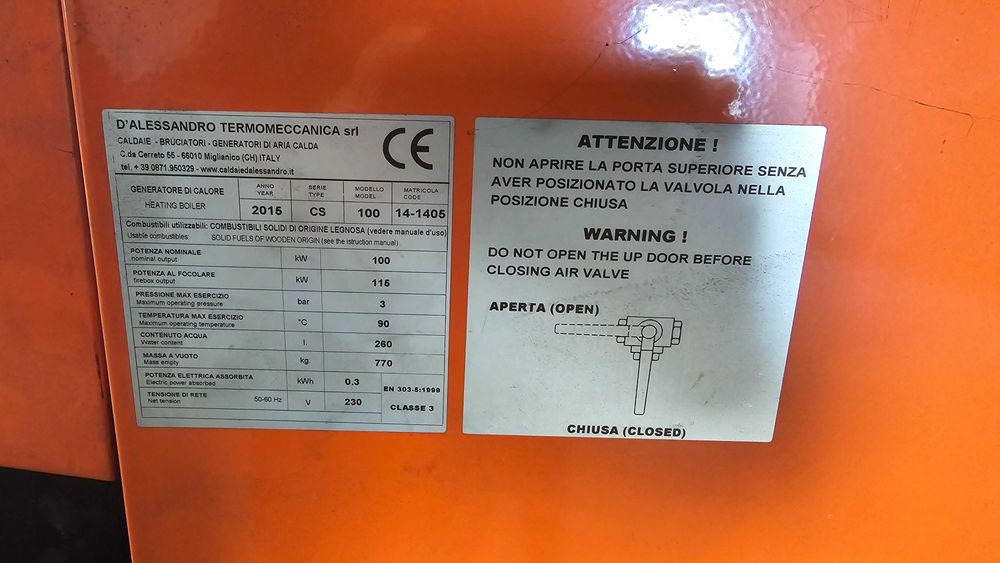 D'ALESSANDRO TERMOMECCANICA srl
CALDAIE - BRUCIATORI - GENERATORI DI ARIA CALDA
C.da Cerreto 55 - 66010 Miglianico (CH) ITALY
tel. + 39 0871.950329 - www.caldaiedalessandro.it
CE
GENERATORE DI CALORE
HEATING BOILER
ANNO
YEAR
2015
SERIE
TYPE
CS
MODELLO
MODEL
100
MATRICOLA
CODE
14-1405
Combustibili utilizzabili: COMBUSTIBILI SOLIDI DI ORIGINE LEGNOSA (vedere manuale d'uso)
Usable combustibles: SOLID FUELS OF WOODEN ORIGIN (see the istruction manual)
POTENZA NOMINALE
nominal output
kW 100
POTENZA AL FOCOLARE
firebox output
kW 115
PRESSIONE MAX ESERCIZIO
Maximum operating pressure
bar 3
TEMPERATURA MAX ESERCIZIO
Maximum operating temperature
°C 90
CONTENUTO ACQUA
Water content
l. 260
MASSA A VUOTO
Mass empty
kg. 770
POTENZA ELETTRICA ASSORBITA
Electric power absorbed
kWh 0.3
TENSIONE DI RETE
Net tension
50-60 Hz V 230
EN 303-5:1999
CLASSE 3
ATTENZIONE !
NON APRIRE LA PORTA SUPERIORE SENZA
AVER POSIZIONATO LA VALVOLA NELLA
POSIZIONE CHIUSA
WARNING !
DO NOT OPEN THE UP DOOR BEFORE
CLOSING AIR VALVE
APERTA (OPEN)
CHIUSA (CLOSED)